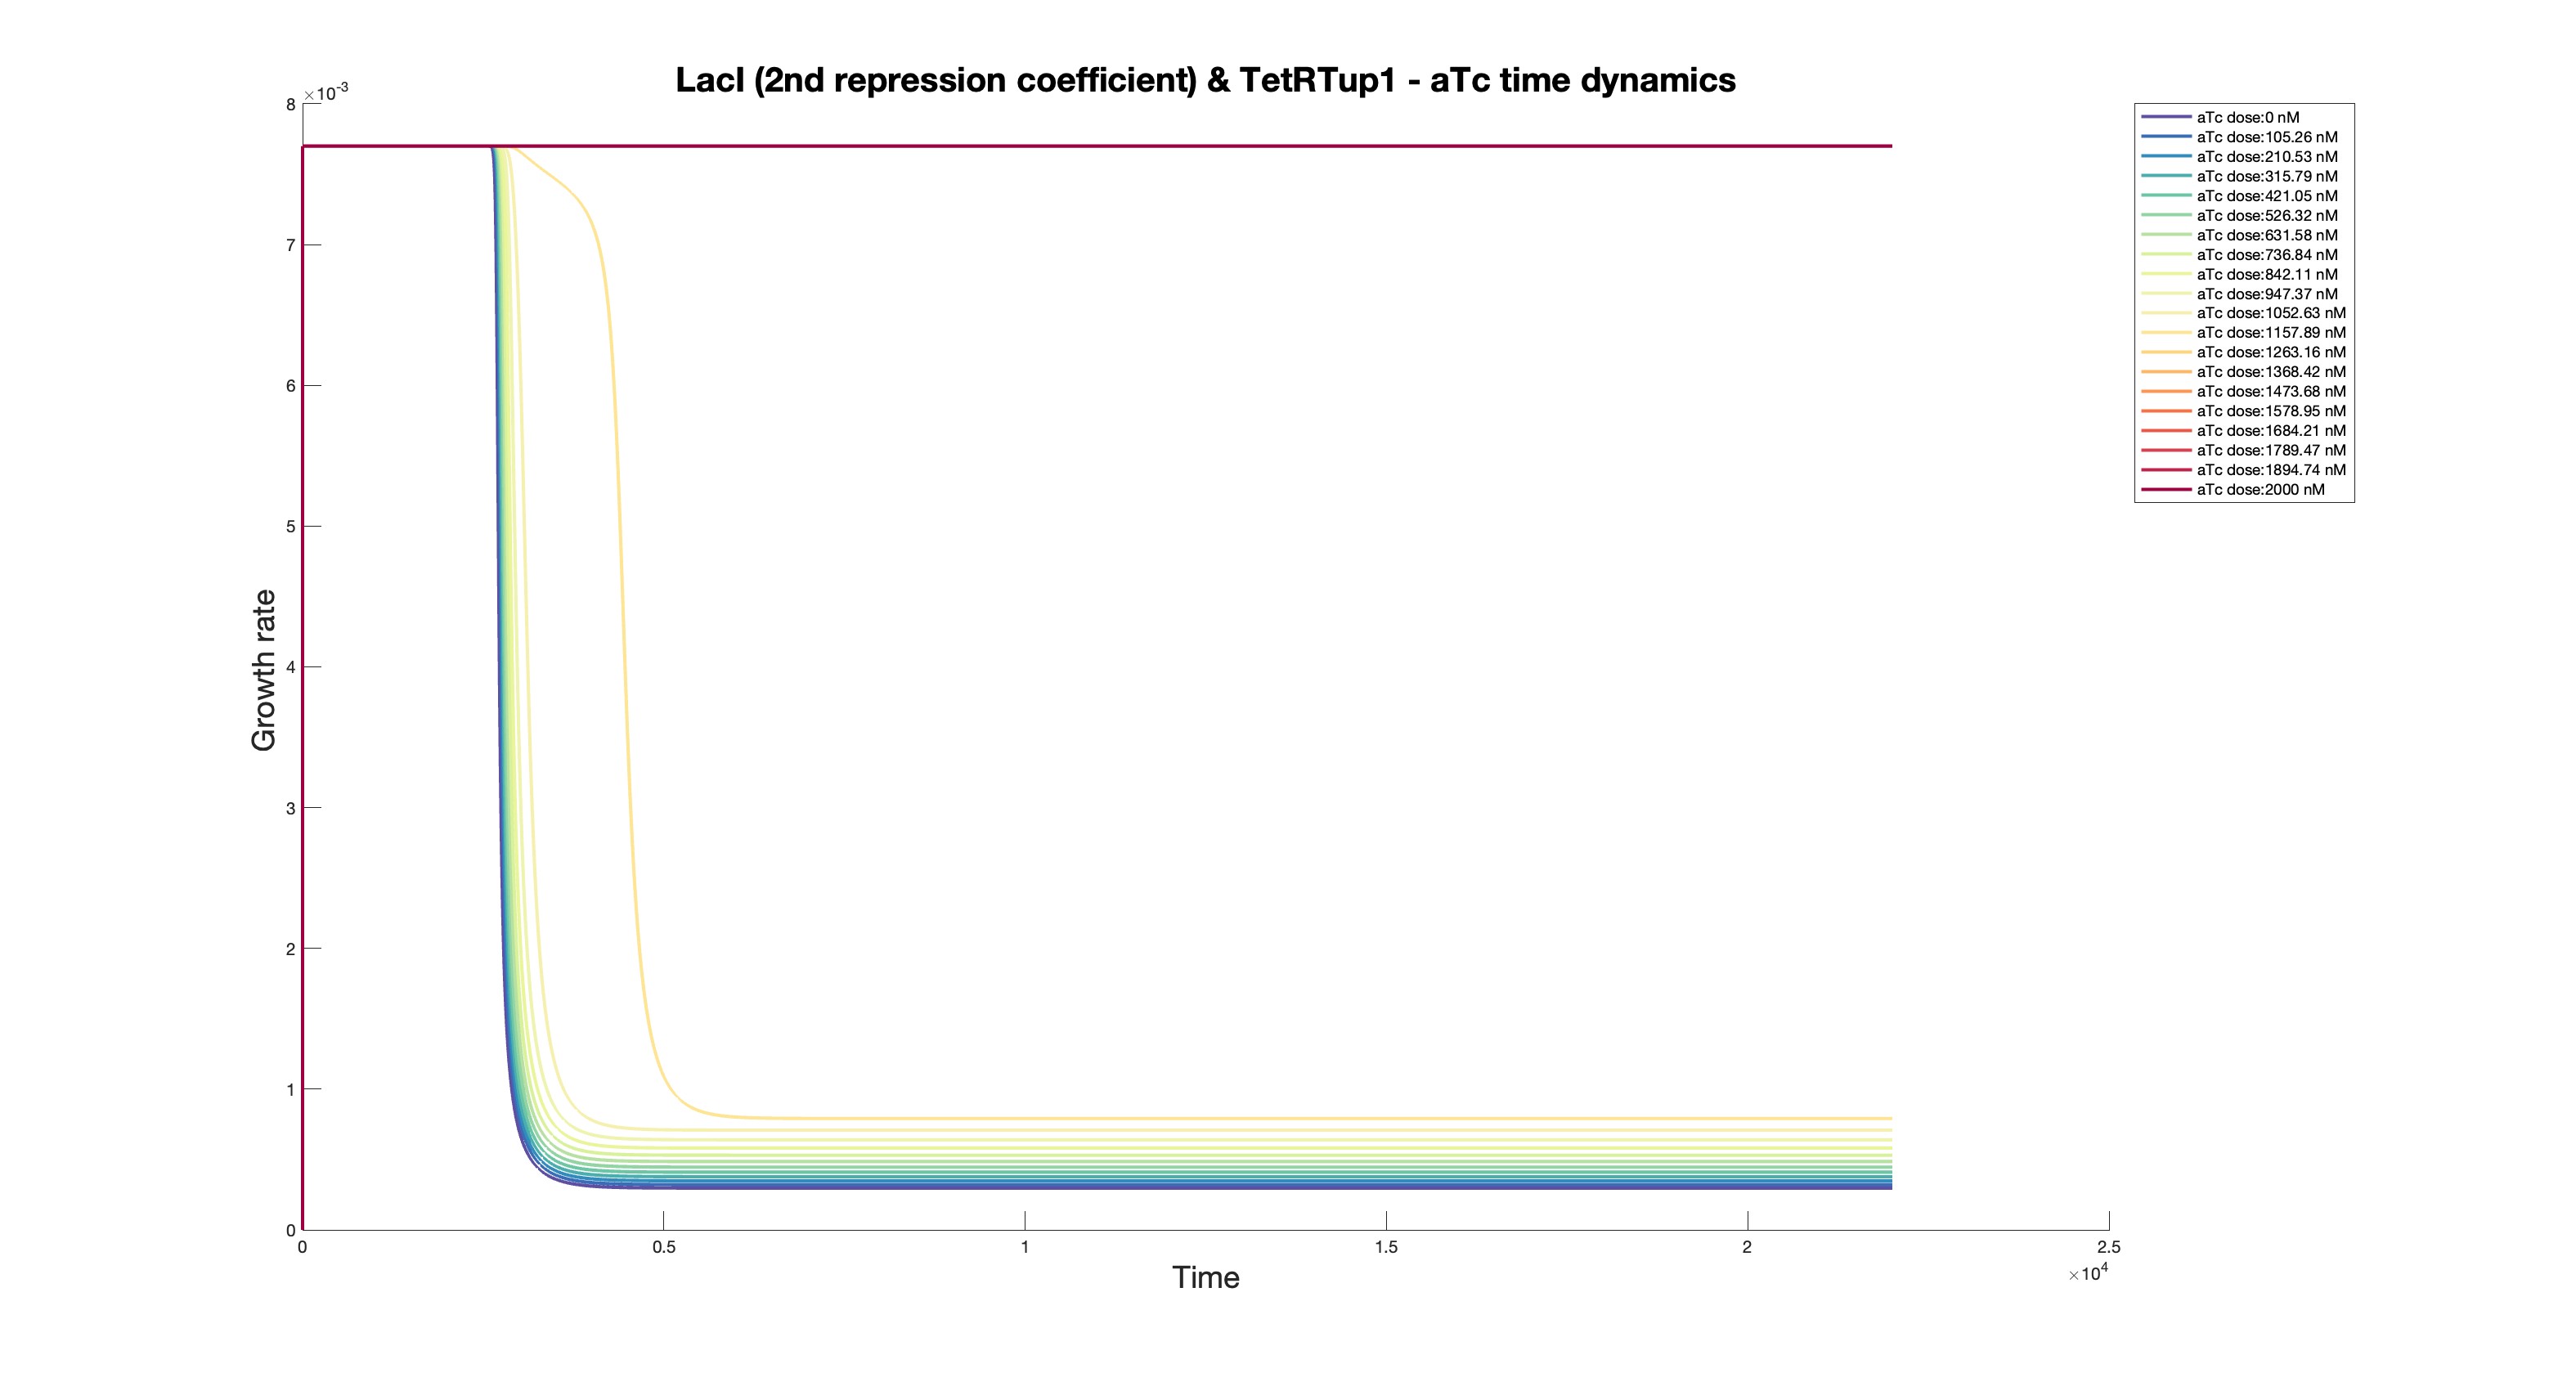 LacI (2nd repression coefficient) & TetRTup1 - aTc time dynamics
×10-3
8
7
6
5
4
3
2
1
0
Growth rate
0 0.5 1 1.5 2 2.5
×104
Time
aTc dose:0 nM
aTc dose:105.26 nM
aTc dose:210.53 nM
aTc dose:315.79 nM
aTc dose:421.05 nM
aTc dose:526.32 nM
aTc dose:631.58 nM
aTc dose:736.84 nM
aTc dose:842.11 nM
aTc dose:947.37 nM
aTc dose:1052.63 nM
aTc dose:1157.89 nM
aTc dose:1263.16 nM
aTc dose:1368.42 nM
aTc dose:1473.68 nM
aTc dose:1578.95 nM
aTc dose:1684.21 nM
aTc dose:1789.47 nM
aTc dose:1894.74 nM
aTc dose:2000 nM